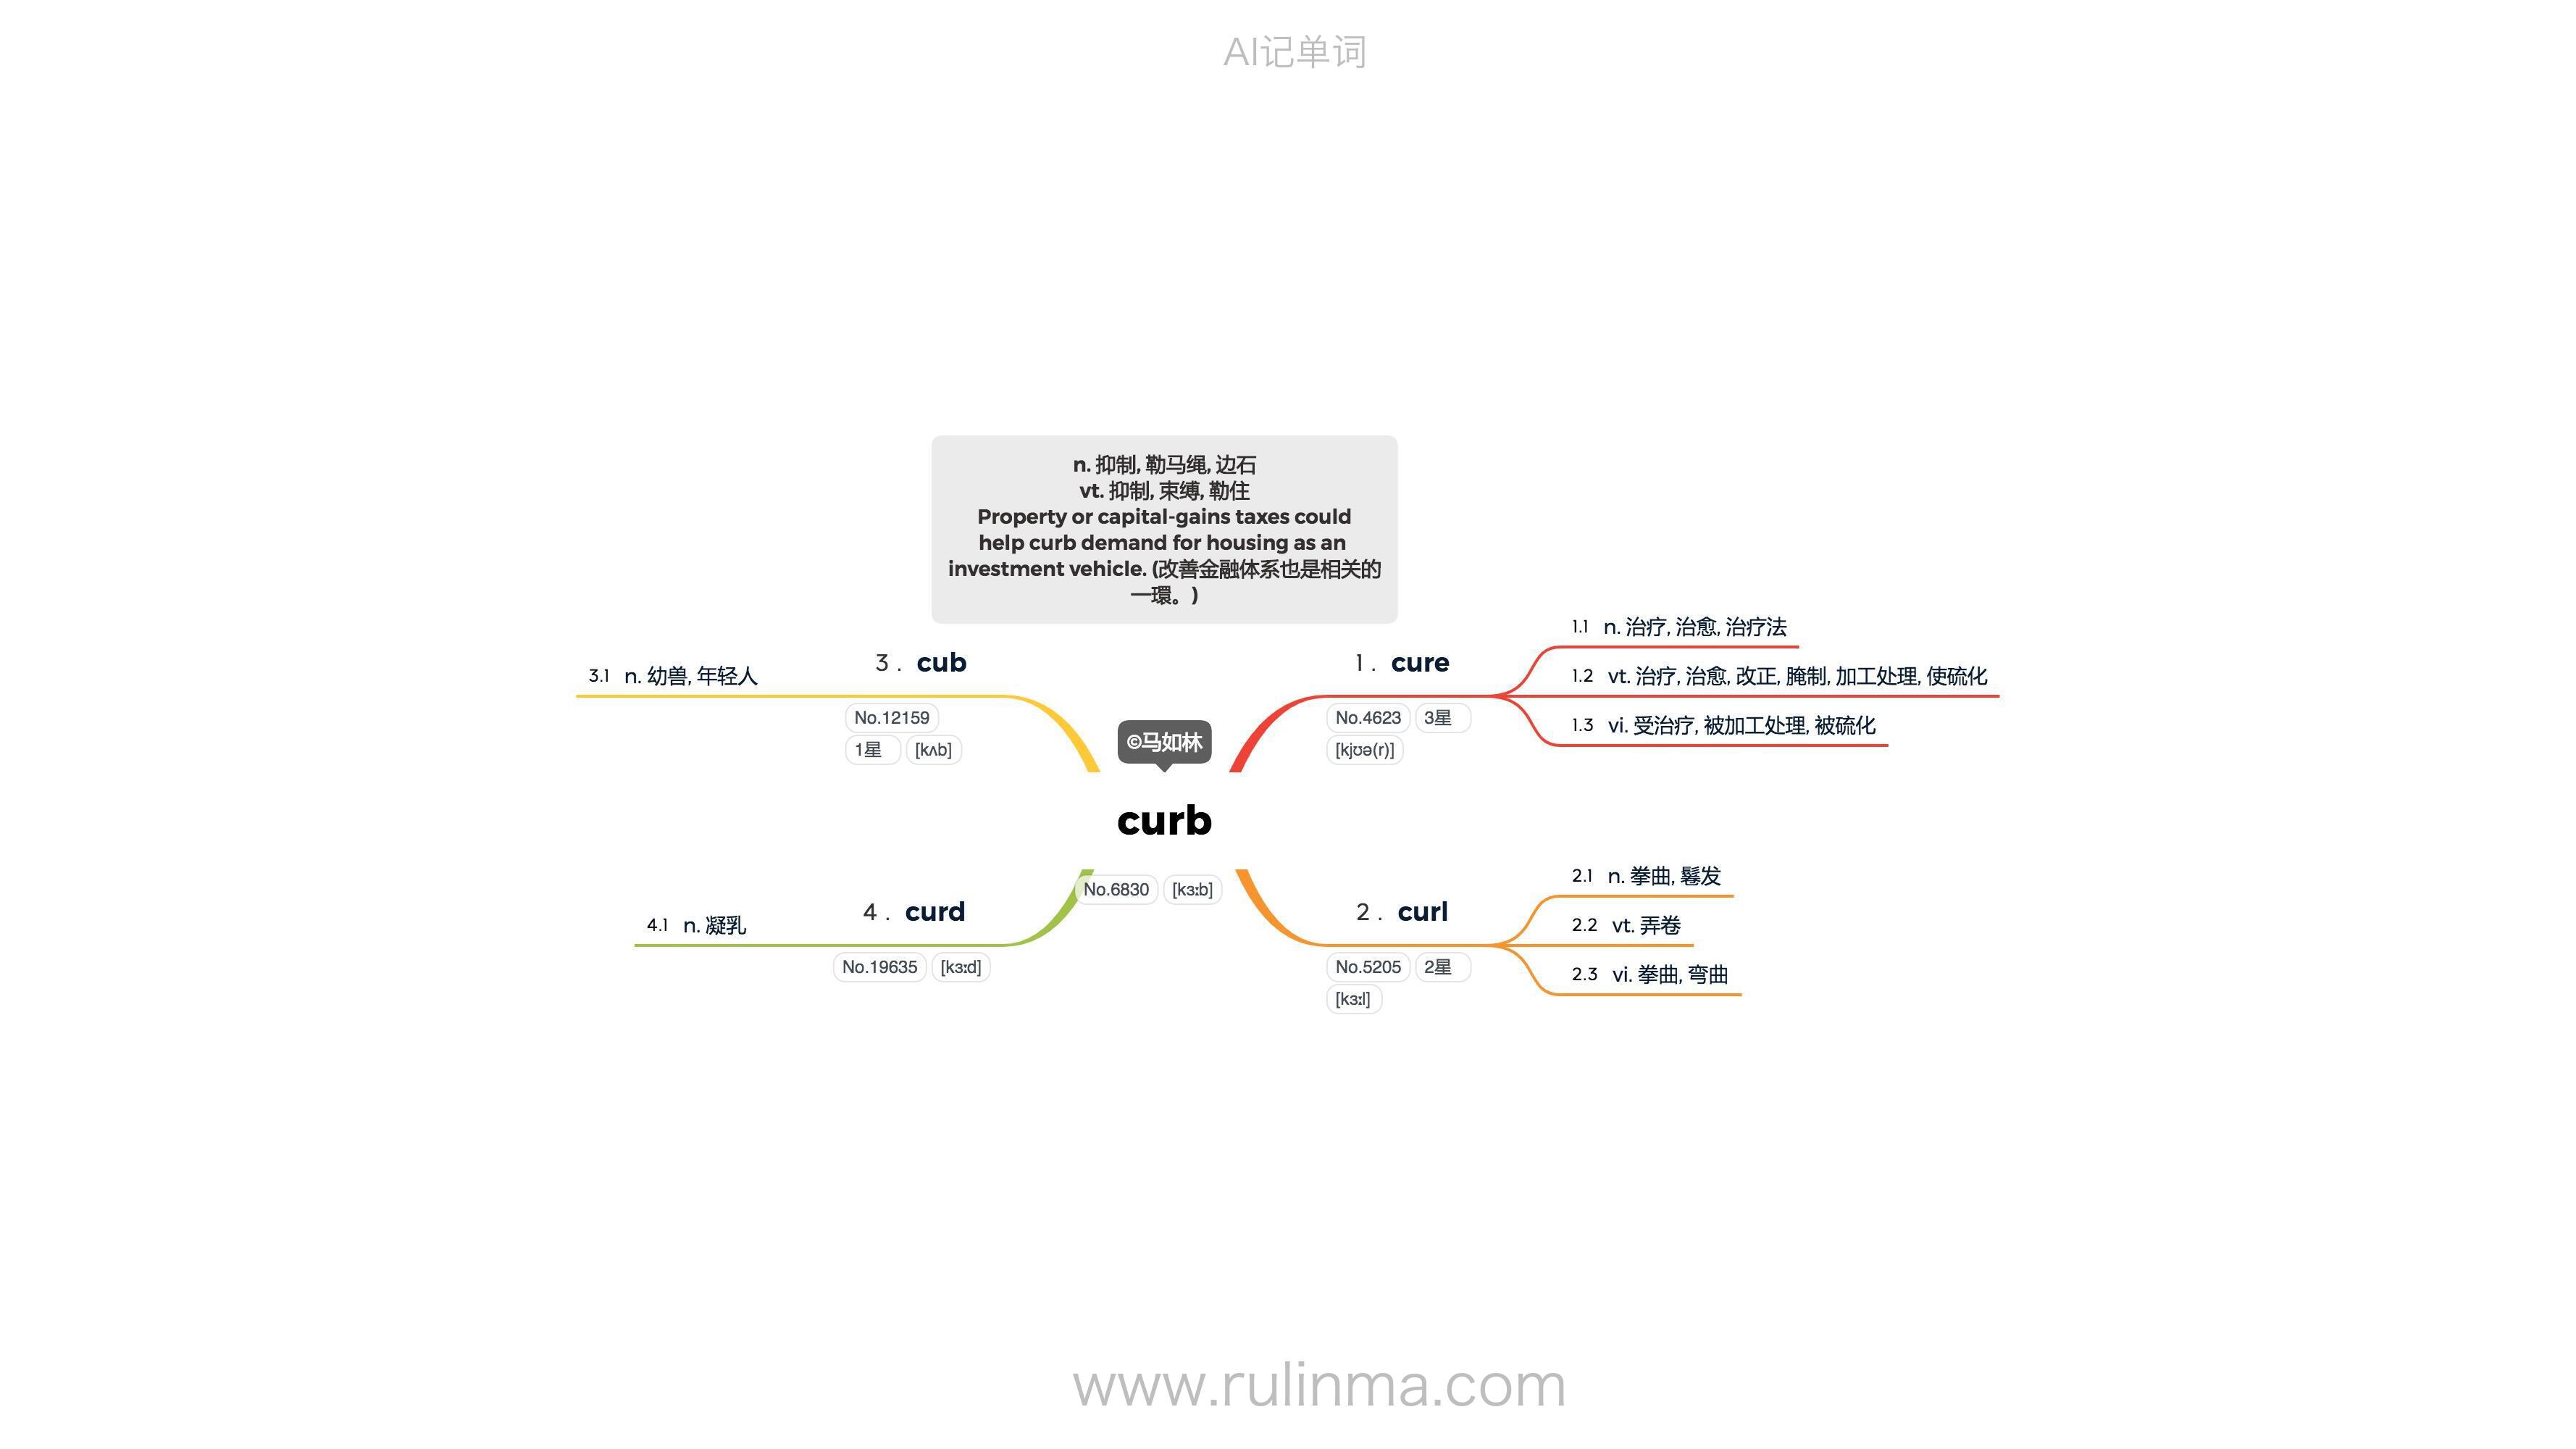 AI记单词
n. 抑制, 勒马绳, 边石
vt. 抑制, 束缚, 勒住
Property or capital-gains taxes could
help curb demand for housing as an
investment vehicle. (改善金融体系也是相关的
一環。)
©马如林
curb
No.6830 [kɜːb]
1. cure
No.4623 3星
[kjʊə(r)]
1.1 n. 治疗, 治愈, 治疗法
1.2 vt. 治疗, 治愈, 改正, 腌制, 加工处理, 使硫化
1.3 vi. 受治疗, 被加工处理, 被硫化
2. curl
No.5205 2星
[kɜːl]
2.1 n. 拳曲, 鬈发
2.2 vt. 弄卷
2.3 vi. 拳曲, 弯曲
3. cub
No.12159
1星 [kʌb]
3.1 n. 幼兽, 年轻人
4. curd
No.19635 [kɜːd]
4.1 n. 凝乳
www.rulinma.com